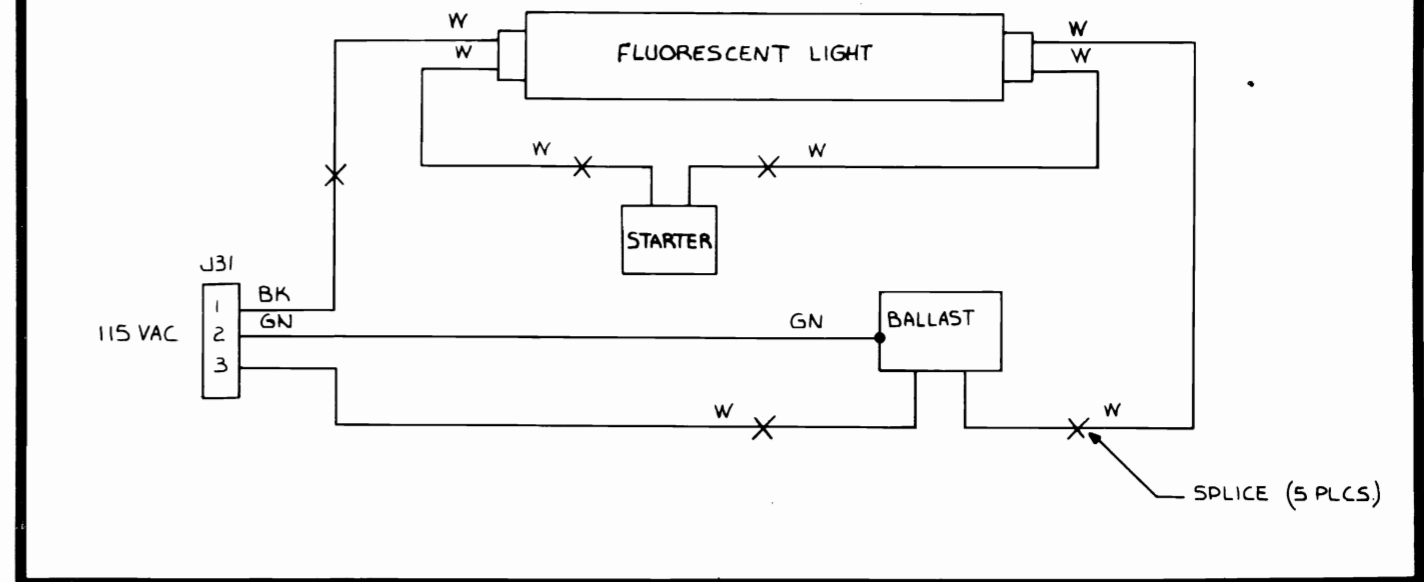 W
W
FLUORESCENT LIGHT
W
W
W
W
STARTER
J31
115 VAC
1
BK
2
GN
3
GN
BALLAST
W
W
SPLICE (5 PLCS.)